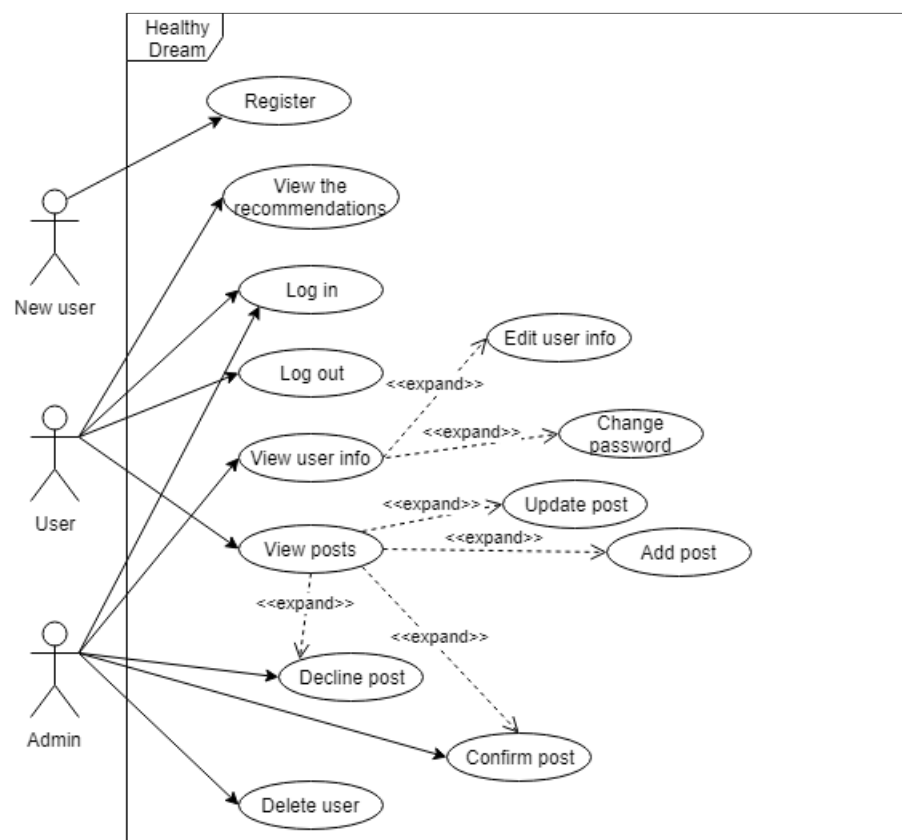 Healthy
Dream
Register
View the
recommendations
New user
Log in
Edit user info
Log out
<<expand>>
Change
password
<<expand>>
View user info
User
Update post
<<expand>>
View posts
<<expand>>
Add post
<<expand>>
<<expand>>
Decline post
Admin
Confirm post
Delete user